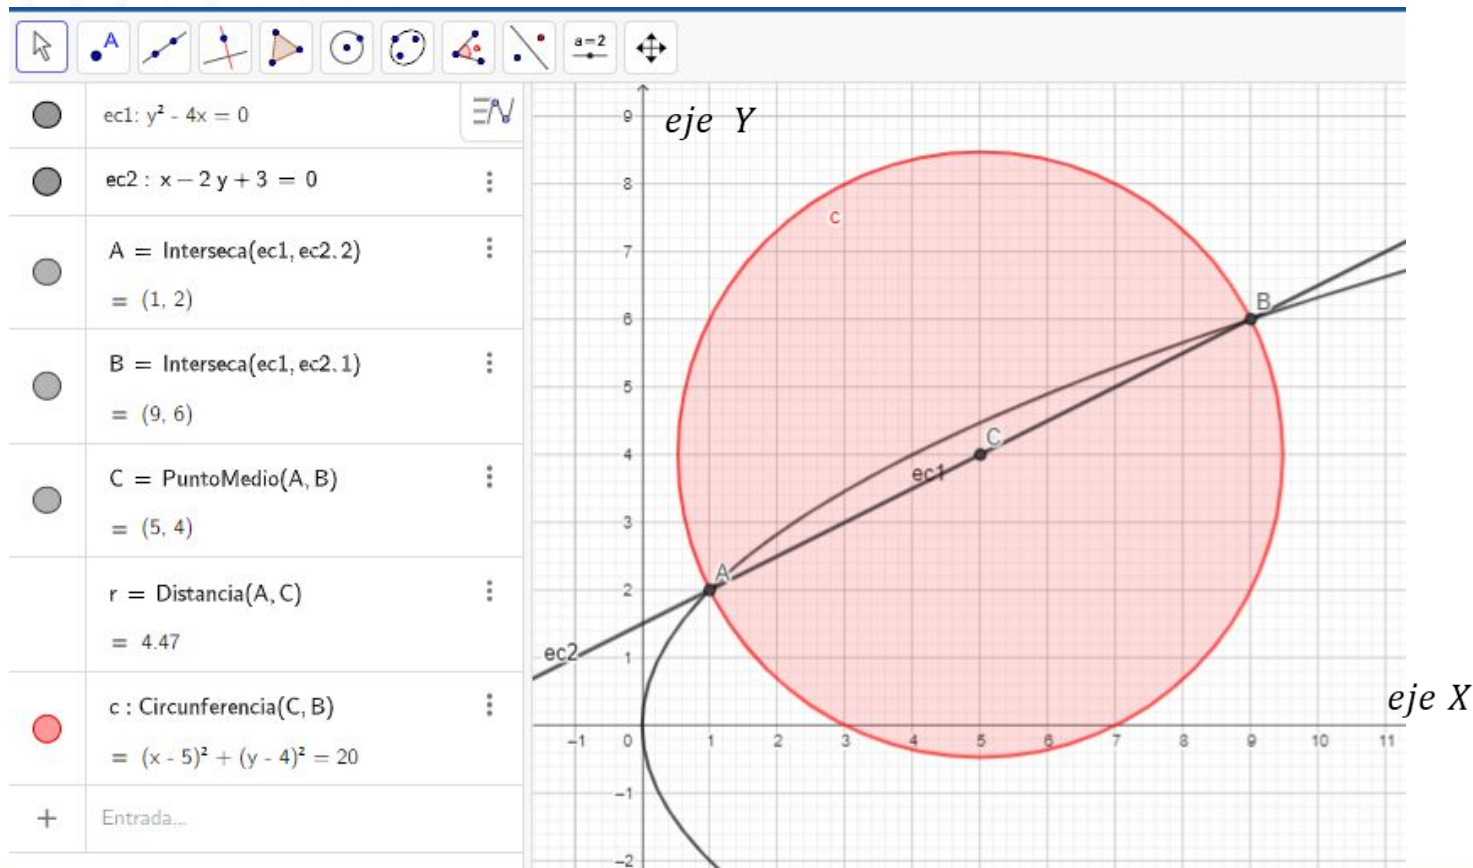 A
a=2
ec1: y² - 4x = 0
ec2 : x – 2 y + 3 = 0
A = Interseca(ec1, ec2, 2)
= (1, 2)
B = Interseca(ec1, ec2, 1)
= (9, 6)
C = PuntoMedio(A, B)
= (5, 4)
r = Distancia(A, C)
= 4.47
c : Circunferencia(C, B)
= (x - 5)² + (y - 4)² = 20
+ Entrada...
eje Y
9
8
c
7
B
6
5
C
4
ec1
3
A
2
ec2
1
eje X
–1 0 1 2 3 4 5 6 7 8 9 10 11
–1
–2